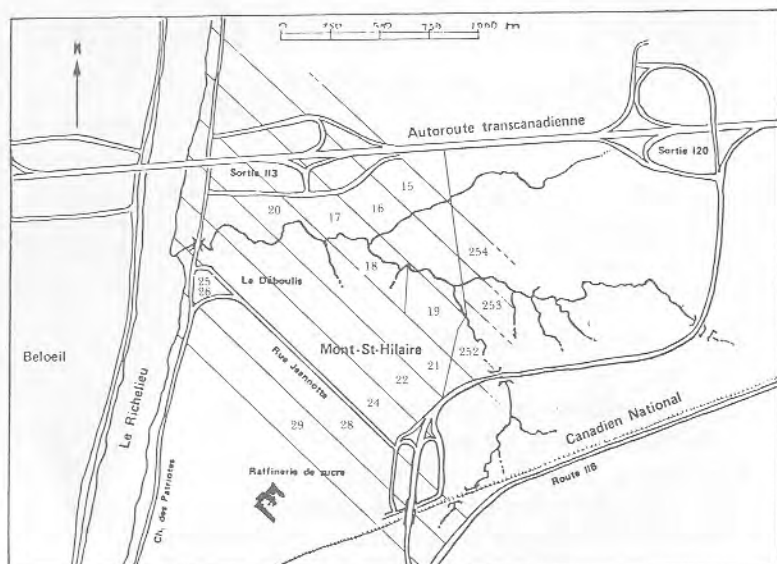 0 250 500 750 1000 m
N
Autoroute transcanadienne
Sortie 113
Sortie 120
15
16
17
20
18
254
Le Déboulis
25
26
19
253
Beloeil
Mont-St-Hilaire
21
252
22
24
Rue Jeannotte
28
29
Le Richelieu
Canadien National
Raffinerie de sucre
Route 116
Ch. des Patriotes